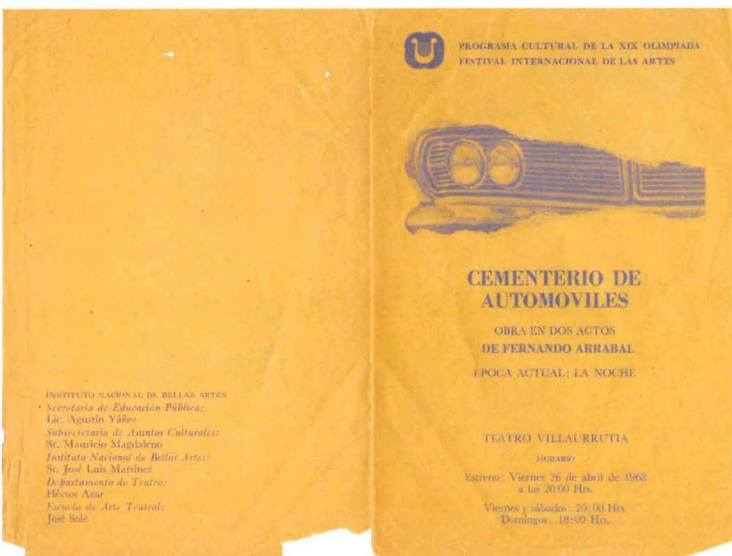 INSTITUTO NACIONAL DE BELLAS ARTES
Secretaría de Educación Pública:
Lic. Agustín Yáñez
Subsecretario de Asuntos Culturales:
Sr. Mauricio Magdaleno
Instituto Nacional de Bellas Artes:
Sr. José Luis Martínez
Departamento de Teatro:
Héctor Azar
Escuela de Arte Teatral:
José Solé
PROGRAMA CULTURAL DE LA XIX OLIMPIADA
FESTIVAL INTERNACIONAL DE LAS ARTES
CEMENTERIO DE
AUTOMOVILES
OBRA EN DOS ACTOS
DE FERNANDO ARRABAL
EPOCA ACTUAL: LA NOCHE
TEATRO VILLAURRUTIA
HORARIO
Estreno: Viernes 26 de abril de 1968
a las 20:00 Hrs.
Viernes y sábados: 20:00 Hrs.
Domingos: 18:00 Hrs.